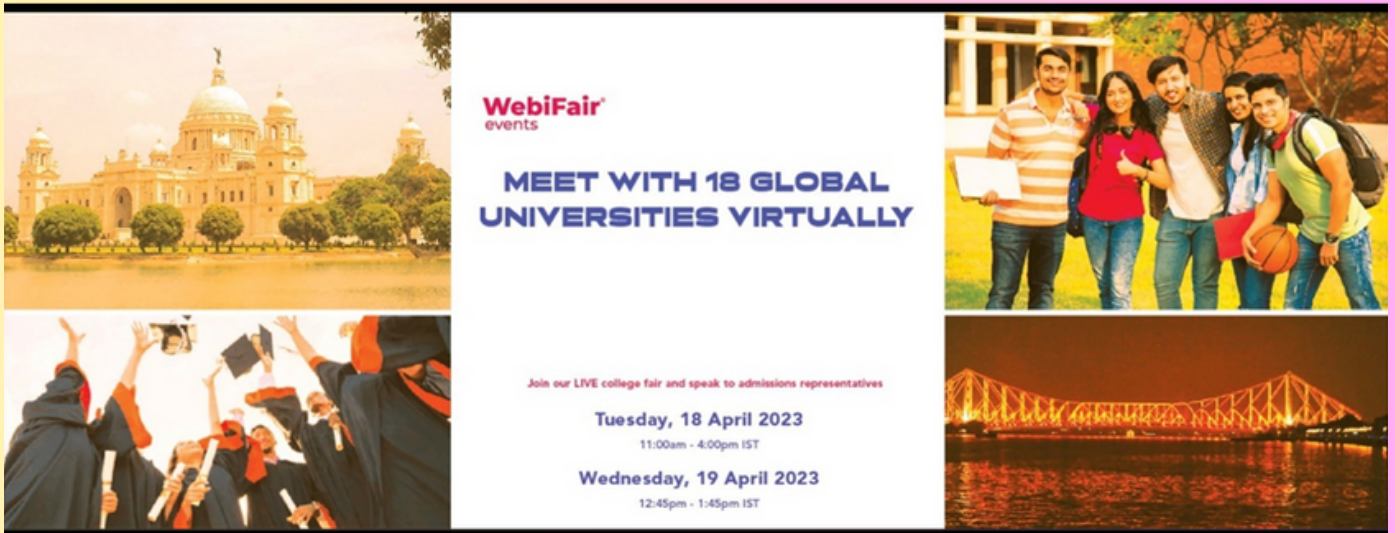 WebiFair®
events
MEET WITH 18 GLOBAL
UNIVERSITIES VIRTUALLY
Join our LIVE college fair and speak to admissions representatives
Tuesday, 18 April 2023
11:00am - 4:00pm IST
Wednesday, 19 April 2023
12:45pm - 1:45pm IST